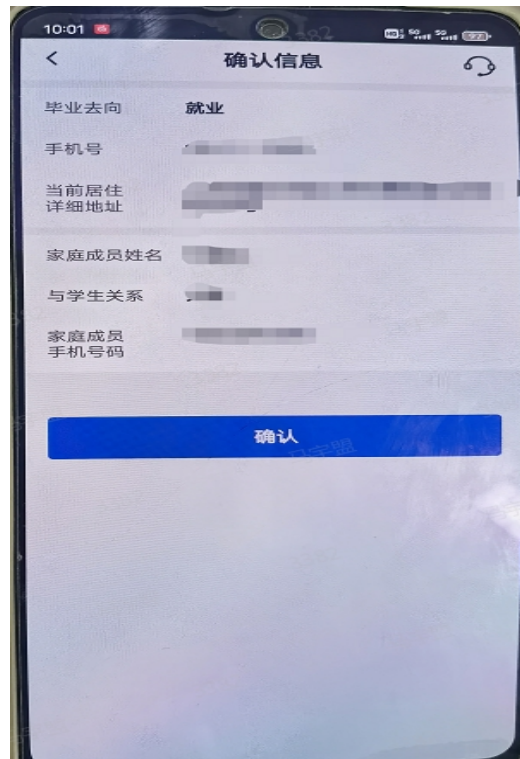 10:01
确认信息
毕业去向 就业
手机号
当前居住
详细地址
家庭成员姓名
与学生关系
家庭成员
手机号码
确认